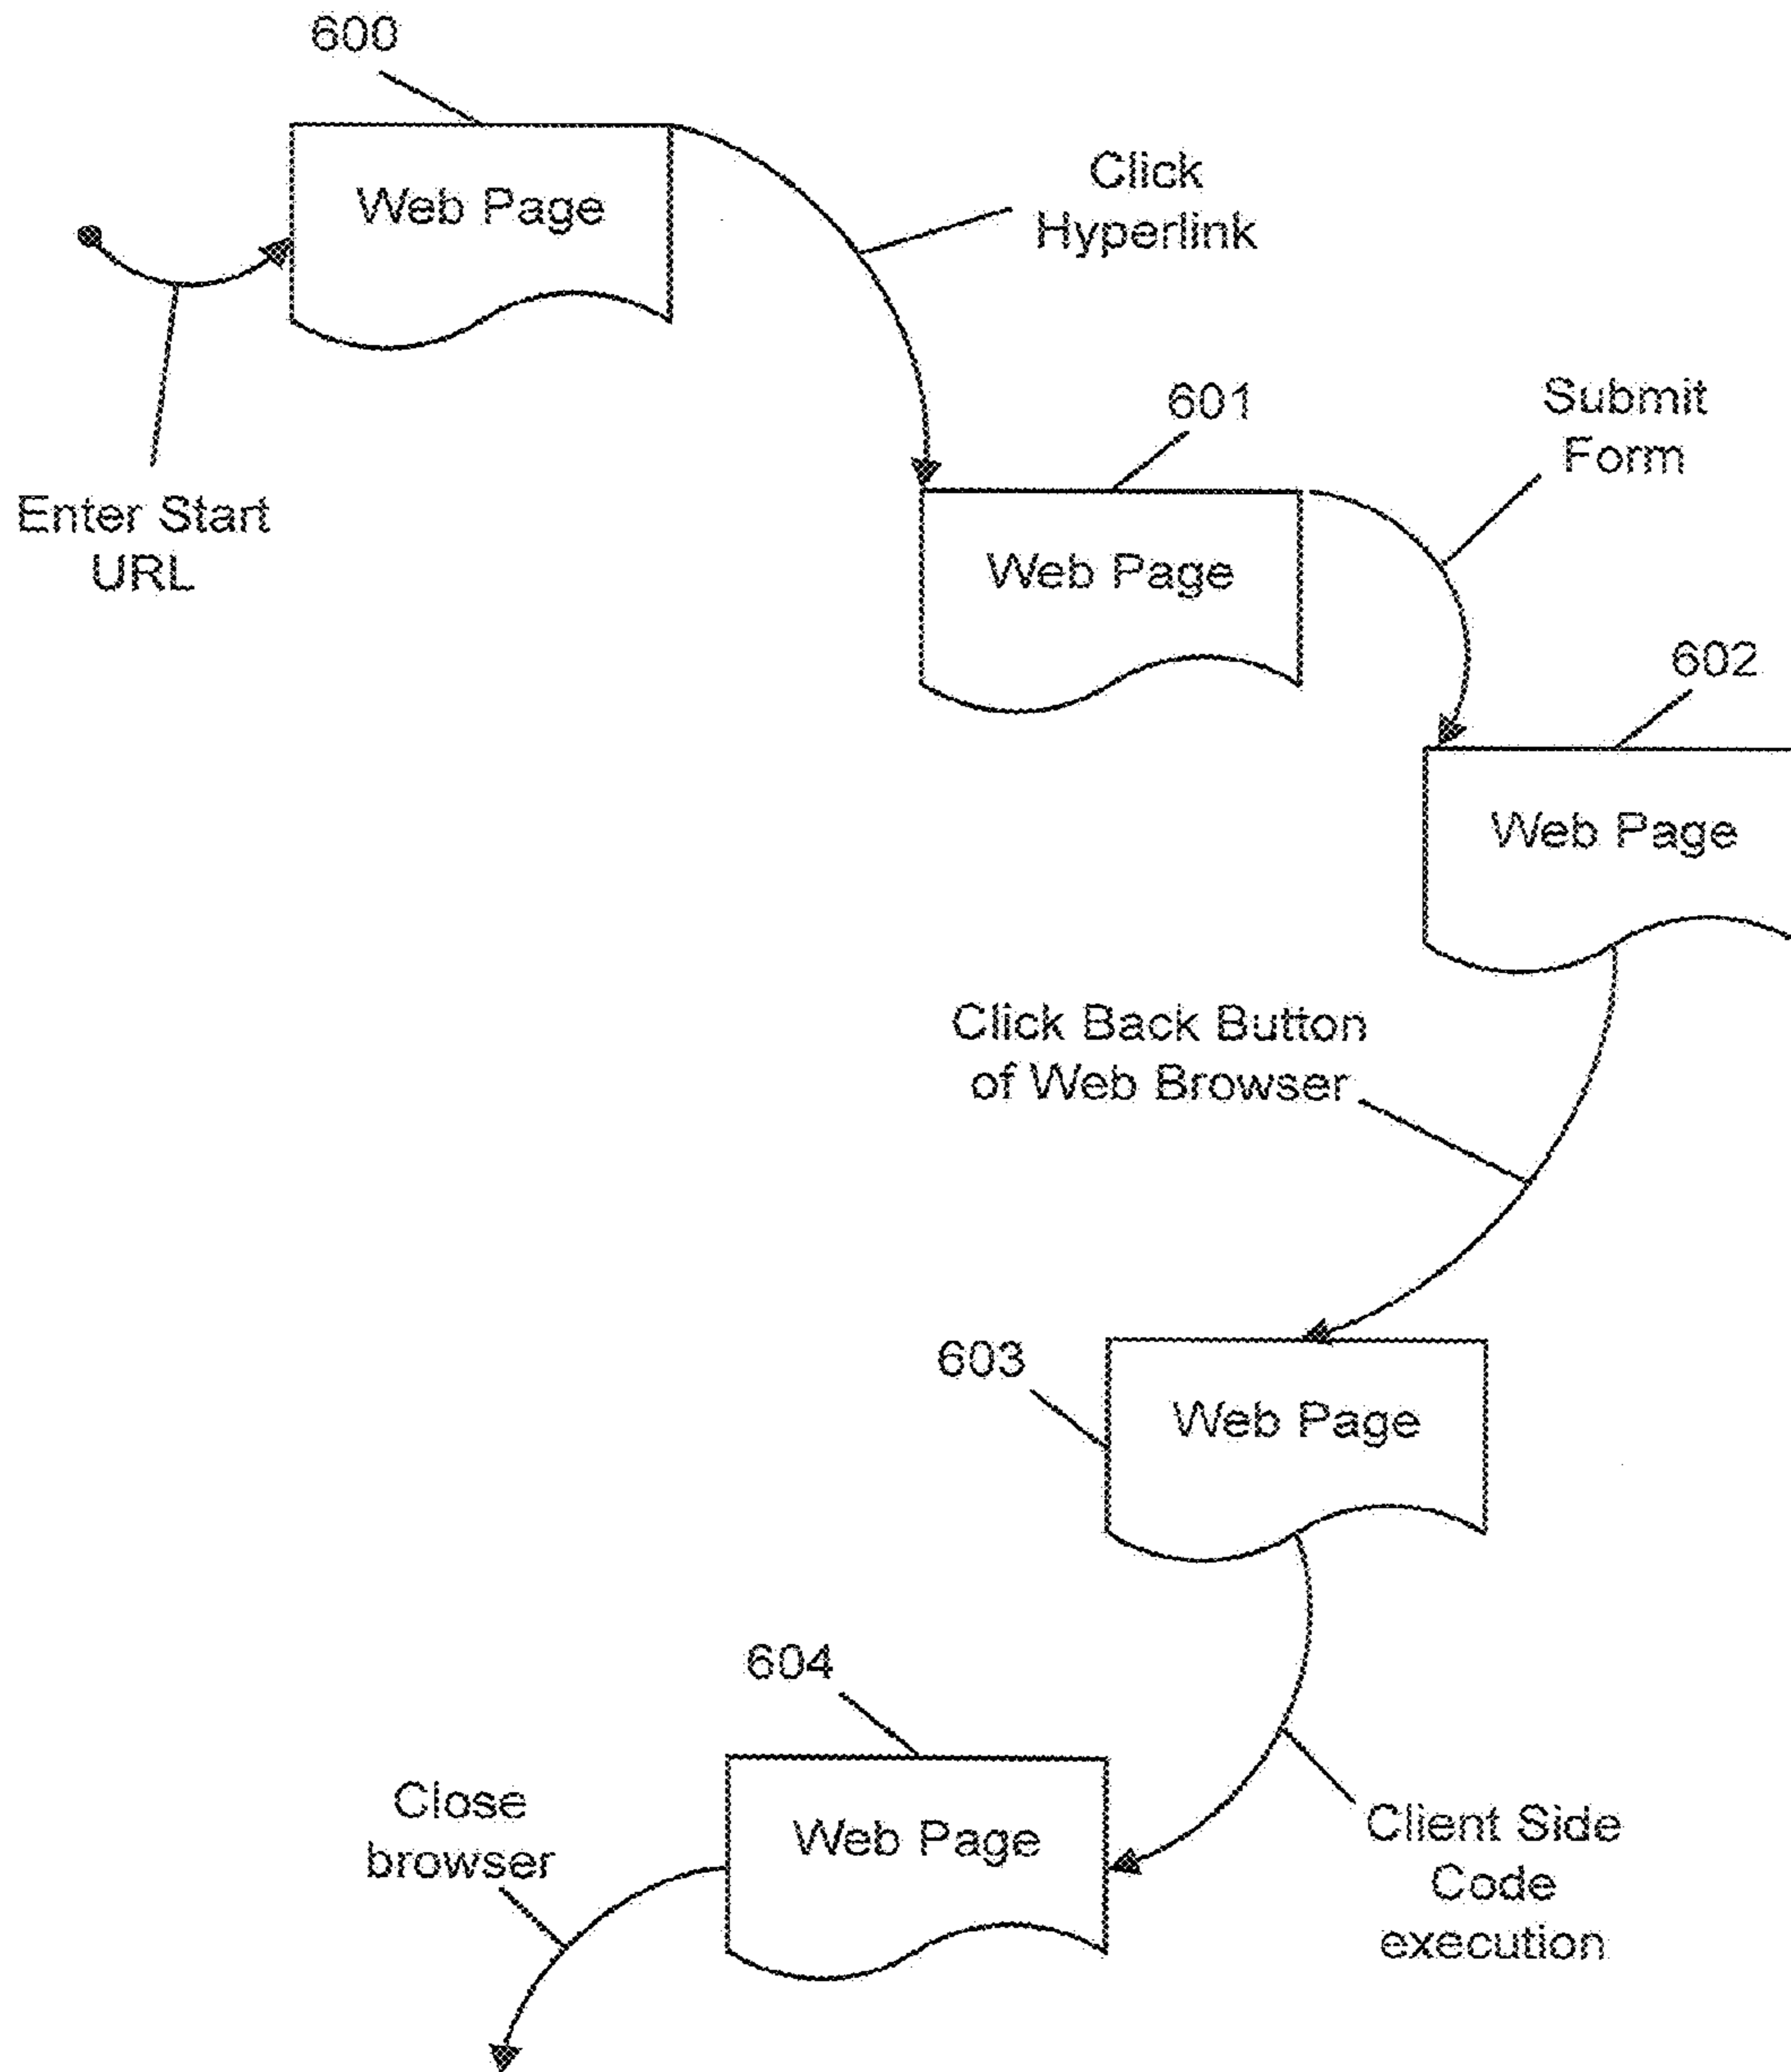 600
Web Page
Click
Hyperlink
Enter Start
URL
601
Web Page
Submit
Form
602
Web Page
Click Back Button
of Web Browser
603
Web Page
604
Web Page
Close
browser
Client Side
Code
execution